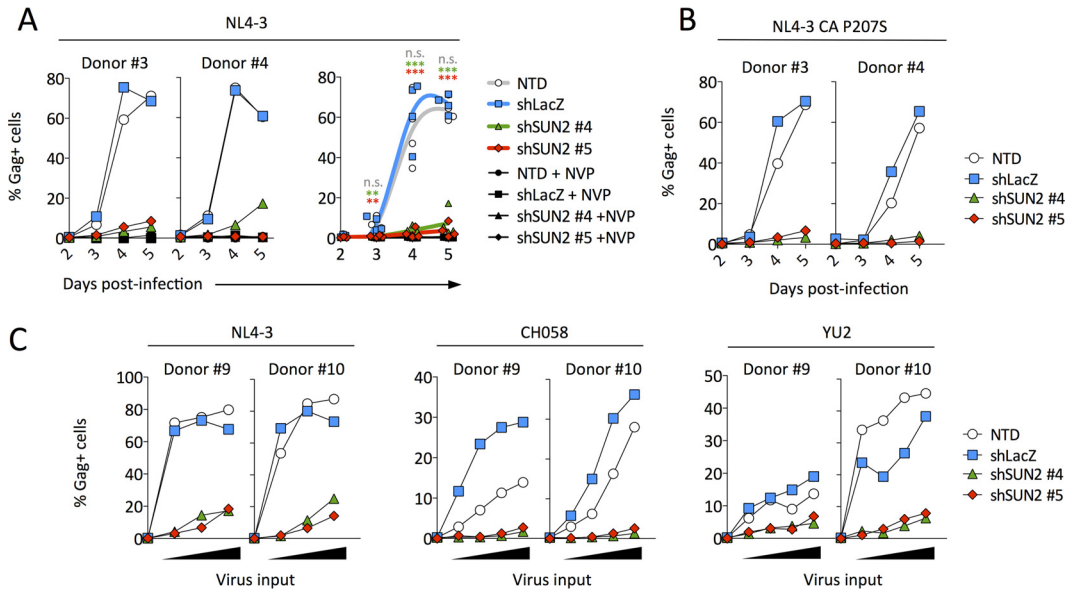 A
NL4-3
Donor #3
Donor #4
% Gag+ cells
80
60
40
20
0
2
3
4
5
2
3
4
5
80
60
40
20
0
n.s.
**
**
n.s.
***
***
n.s.
***
***
2
3
4
5
NTD
shLacZ
shSUN2 #4
shSUN2 #5
NTD + NVP
shLacZ + NVP
shSUN2 #4 +NVP
shSUN2 #5 +NVP
Days post-infection
B
NL4-3 CA P207S
Donor #3
Donor #4
% Gag+ cells
80
60
40
20
0
2
3
4
5
2
3
4
5
Days post-infection
NTD
shLacZ
shSUN2 #4
shSUN2 #5
C
NL4-3
Donor #9
Donor #10
% Gag+ cells
100
80
60
40
20
0
Virus input
CH058
Donor #9
Donor #10
40
30
20
10
0
Virus input
YU2
Donor #9
Donor #10
50
40
30
20
10
0
Virus input
NTD
shLacZ
shSUN2 #4
shSUN2 #5